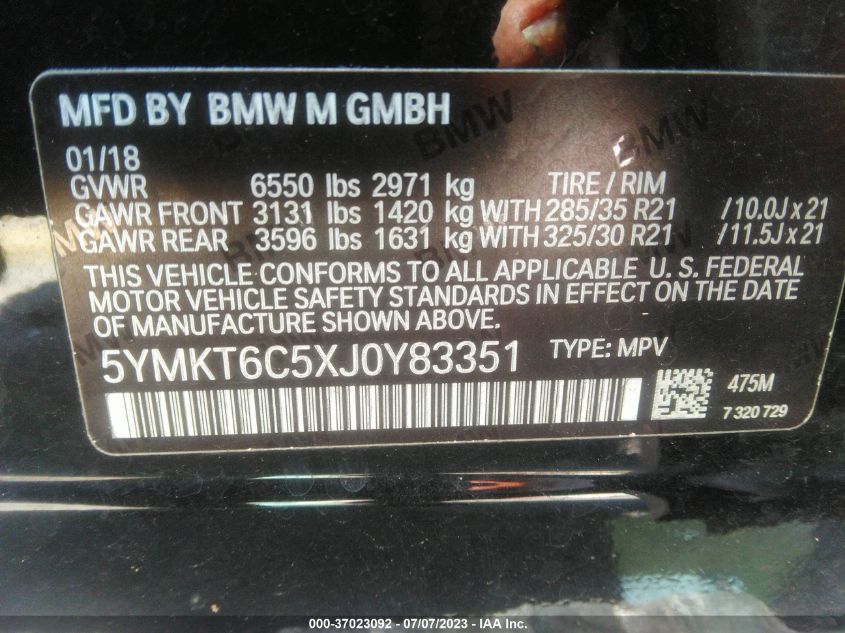 MFD BY BMW M GMBH
01/18
GVWR 6550 lbs 2971 kg TIRE / RIM
GAWR FRONT 3131 lbs 1420 kg WITH 285/35 R21 /10.0J x 21
GAWR REAR 3596 lbs 1631 kg WITH 325/30 R21 /11.5J x 21
THIS VEHICLE CONFORMS TO ALL APPLICABLE U. S. FEDERAL
MOTOR VEHICLE SAFETY STANDARDS IN EFFECT ON THE DATE
OF MANUFACTURE SHOWN ABOVE.
5YMKT6C5XJ0Y83351 TYPE: MPV
475M
7 320 729
000-37023092 - 07/07/2023 - IAA Inc.